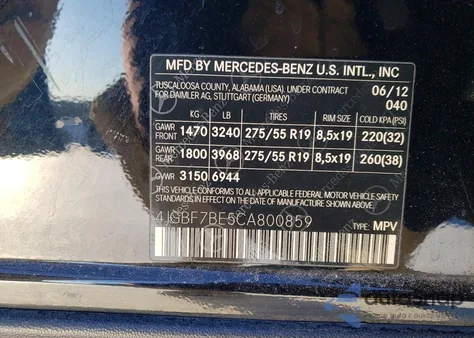 MFD BY MERCEDES-BENZ U.S. INTL., INC
TUSCALOOSA COUNTY, ALABAMA (USA). UNDER CONTRACT 06/12
FOR DAIMLER AG, STUTTGART (GERMANY) 040
KG LB TIRES RIM SIZE COLD KPA(PSI)
GAWR FRONT 1470 3240 275/55 R19 8,5x19 220(32)
GAWR REAR 1800 3968 275/55 R19 8,5x19 260(38)
GVWR 3150 6944
THIS VEHICLE CONFORMS TO ALL APPLICABLE FEDERAL MOTOR VEHICLE
SAFETY STANDARDS IN EFFECT ON THE DATE OF MANUFACTURE SHOWN ABOVE.
4JGBF7BE5CA800859
TYPE: MPV